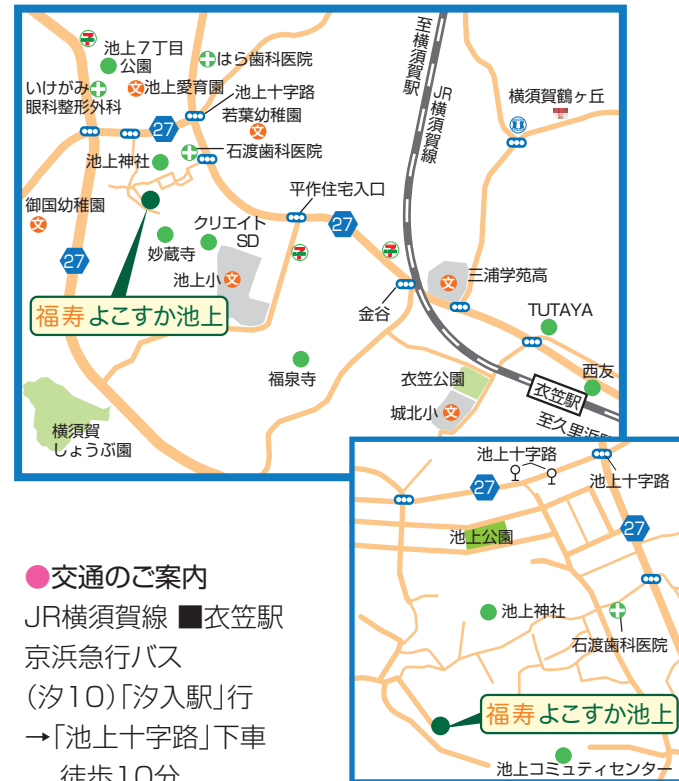 池上7丁目
公園
はら歯科医院
いけがみ
眼科整形外科
池上愛育園
池上十字路
若葉幼稚園
27
石渡歯科医院
池上神社
御国幼稚園
妙蔵寺
クリエイト
SD
平作住宅入口
27
27
池上小
福寿よこすか池上
金谷
至横須賀駅
JR横須賀線
横須賀鶴ヶ丘
三浦学苑高
TUTAYA
西友
衣笠駅
福泉寺
衣笠公園
城北小
横須賀
しょうぶ園
至久里浜
池上十字路
池上十字路
27
27
池上公園
池上神社
石渡歯科医院
福寿よこすか池上
池上コミュティセンター
●交通のご案内
JR横須賀線 ■衣笠駅
京浜急行バス
(汐10)「汐入駅」行
→「池上十字路」下車
徒歩10分